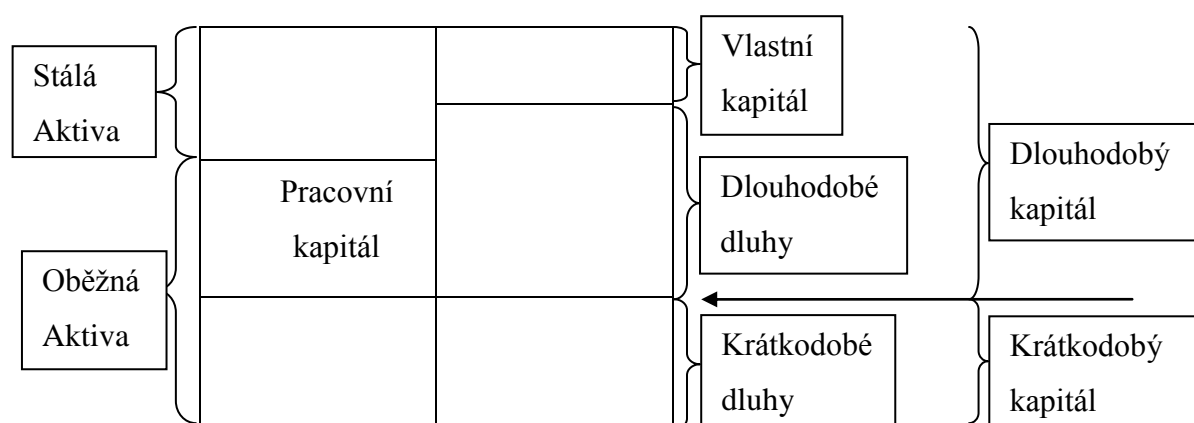 Stálá
Aktiva
Oběžná
Aktiva
Pracovní
kapitál
Vlastní
kapitál
Dlouhodobé
dluhy
Krátkodobé
dluhy
Dlouhodobý
kapitál
Krátkodobý
kapitál